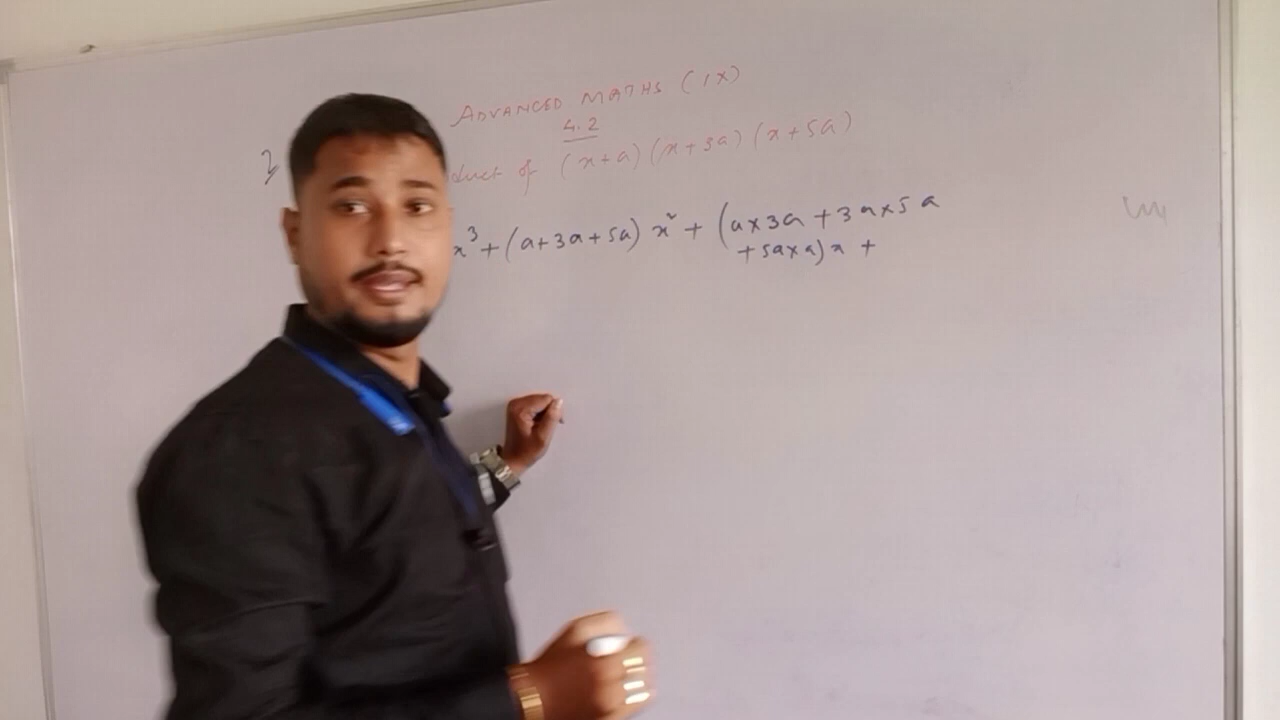 ADVANCED MATHS (IX)
4.2
duct of (x+a) (x+3a) (x+5a)
x³ + (a+3a+5a) x² + (a×3a + 3a×5a
+5a×a) x +